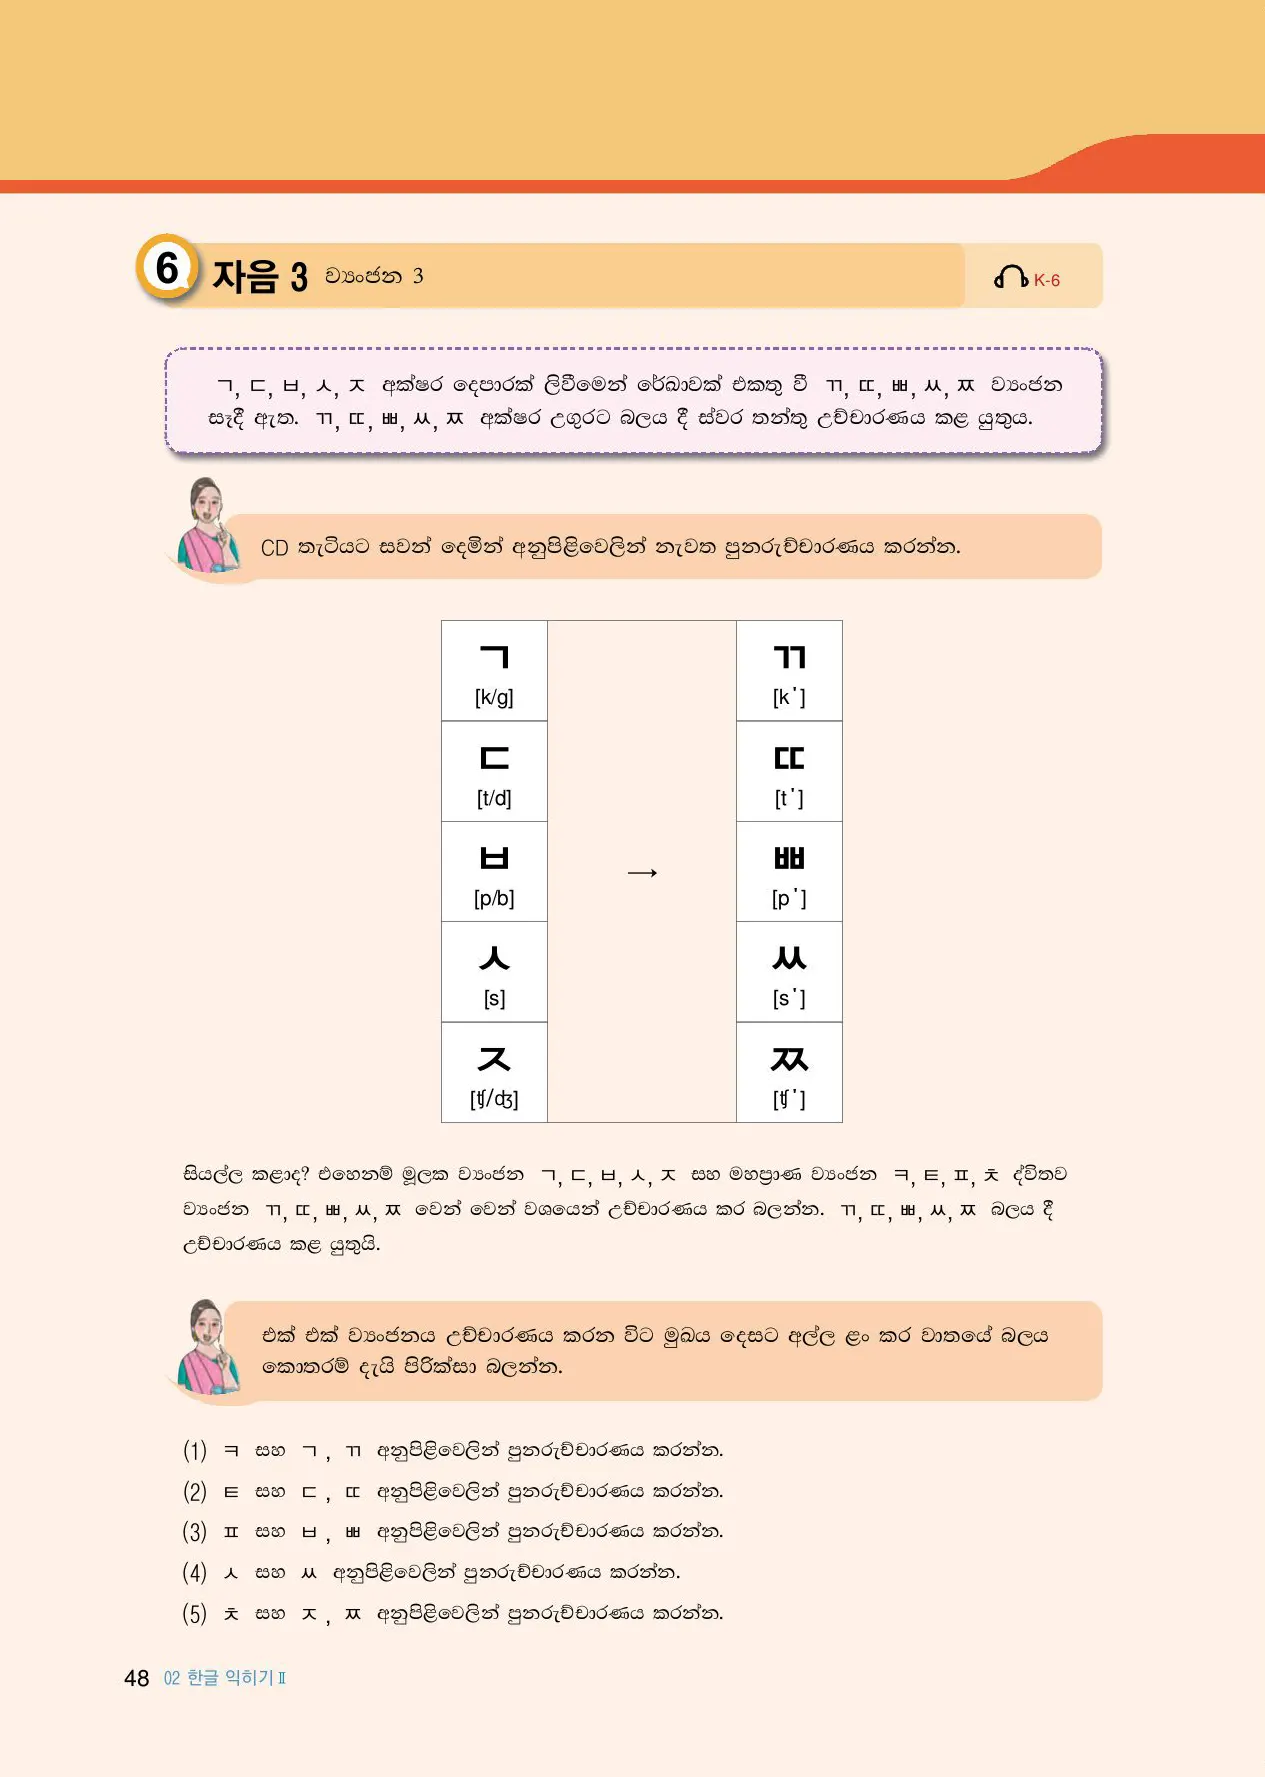 6 자음 3 ව්‍යංජන 3 K-6
ㄱ, ㄷ, ㅂ, ㅅ, ㅈ අක්ෂර දෙපාරක් ලිවීමෙන් රේඛාවක් එකතු වී ㄲ, ㄸ, ㅃ, ㅆ, ㅉ ව්‍යංජන
සෑදී ඇත. ㄲ, ㄸ, ㅃ, ㅆ, ㅉ අක්ෂර උගුරට බලය දී ස්වර තන්තු උච්චාරණය කළ යුතුය.
CD තැටියට සවන් දෙමින් අනුපිළිවෙලින් නැවත පුනරුච්චාරණය කරන්න.
ㄱ ㄲ
[k/g] [k']
ㄷ ㄸ
[t/d] [t']
ㅂ ㅃ
[p/b] → [p']
ㅅ ㅆ
[s] [s']
ㅈ ㅉ
[ʧ/ʤ] [ʧ']
සියල්ල කළාද? එහෙනම් මූලක ව්‍යංජන ㄱ, ㄷ, ㅂ, ㅅ, ㅈ සහ මහප්‍රාණ ව්‍යංජන ㅋ, ㅌ, ㅍ, ㅊ ද්විතව
ව්‍යංජන ㄲ, ㄸ, ㅃ, ㅆ, ㅉ වෙන් වෙන් වශයෙන් උච්චාරණය කර බලන්න. ㄲ, ㄸ, ㅃ, ㅆ, ㅉ බලය දී
උච්චාරණය කළ යුතුයි.
එක් එක් ව්‍යංජනය උච්චාරණය කරන විට මුඛය දෙසට අල්ල ළං කර වාතයේ බලය
කොතරම් දැයි පිරික්සා බලන්න.
(1) ㅋ සහ ㄱ , ㄲ අනුපිළිවෙලින් පුනරුච්චාරණය කරන්න.
(2) ㅌ සහ ㄷ , ㄸ අනුපිළිවෙලින් පුනරුච්චාරණය කරන්න.
(3) ㅍ සහ ㅂ , ㅃ අනුපිළිවෙලින් පුනරුච්චාරණය කරන්න.
(4) ㅅ සහ ㅆ අනුපිළිවෙලින් පුනරුච්චාරණය කරන්න.
(5) ㅊ සහ ㅈ , ㅉ අනුපිළිවෙලින් පුනරුච්චාරණය කරන්න.
48 02 한글 익히기 Ⅱ